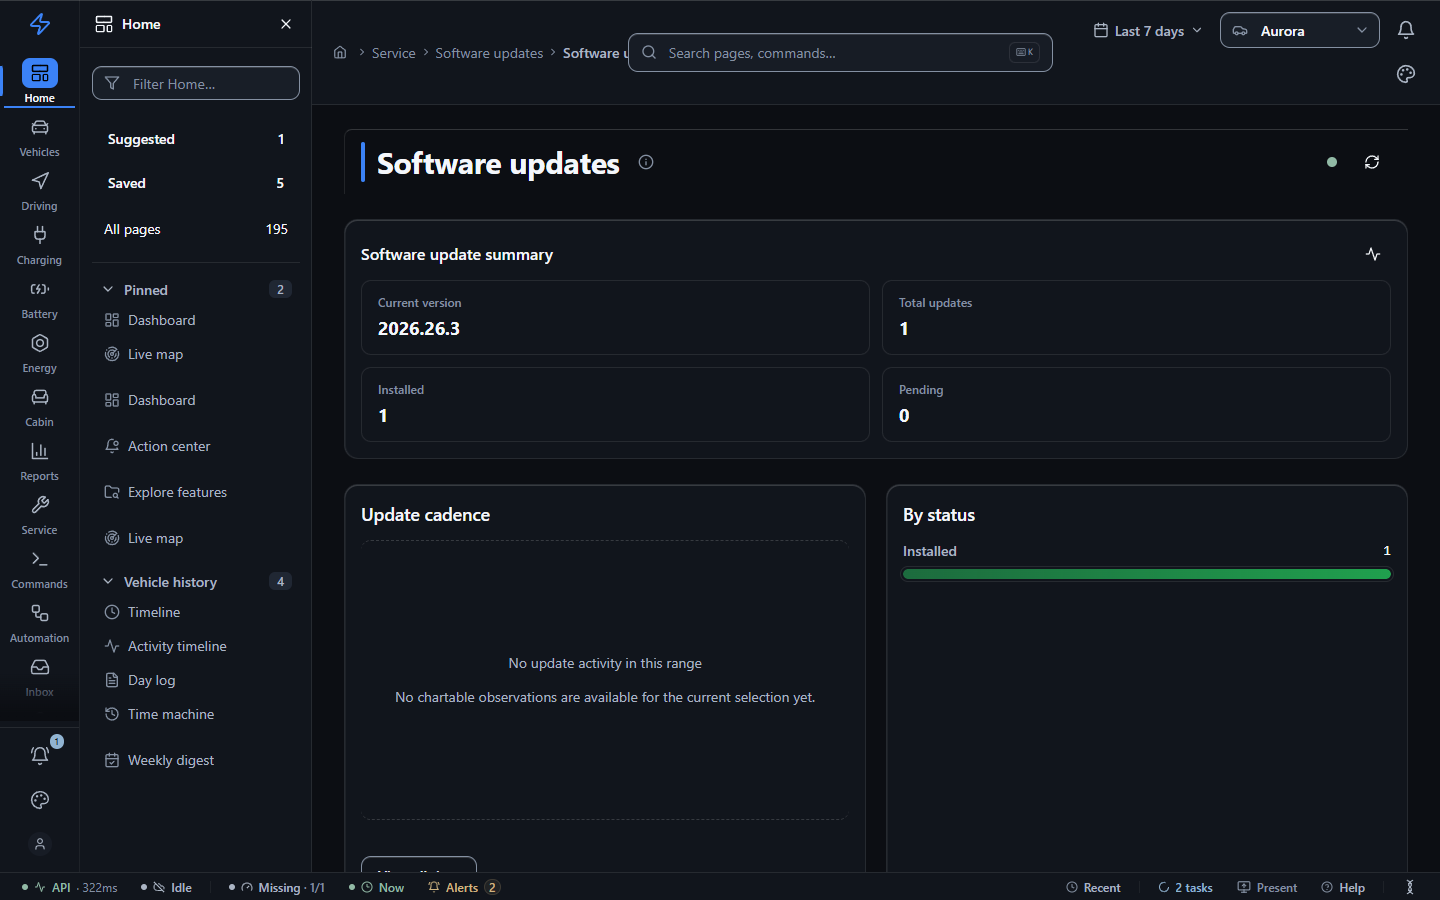 Home
Vehicles
Driving
Charging
Battery
Energy
Cabin
Reports
Service
Commands
Automation
Inbox
1
Home
Filter Home...
Suggested 1
Saved 5
All pages 195
Pinned 2
Dashboard
Live map
Dashboard
Action center
Explore features
Live map
Vehicle history 4
Timeline
Activity timeline
Day log
Time machine
Weekly digest
Service
Software updates
Search pages, commands...
K
Last 7 days
Aurora
Software updates
Software update summary
Current version
2026.26.3
Total updates
1
Installed
1
Pending
0
Update cadence
No update activity in this range
No chartable observations are available for the current selection yet.
By status
Installed 1
API · 322ms
Idle
Missing · 1/1
Now
Alerts 2
Recent
2 tasks
Present
Help